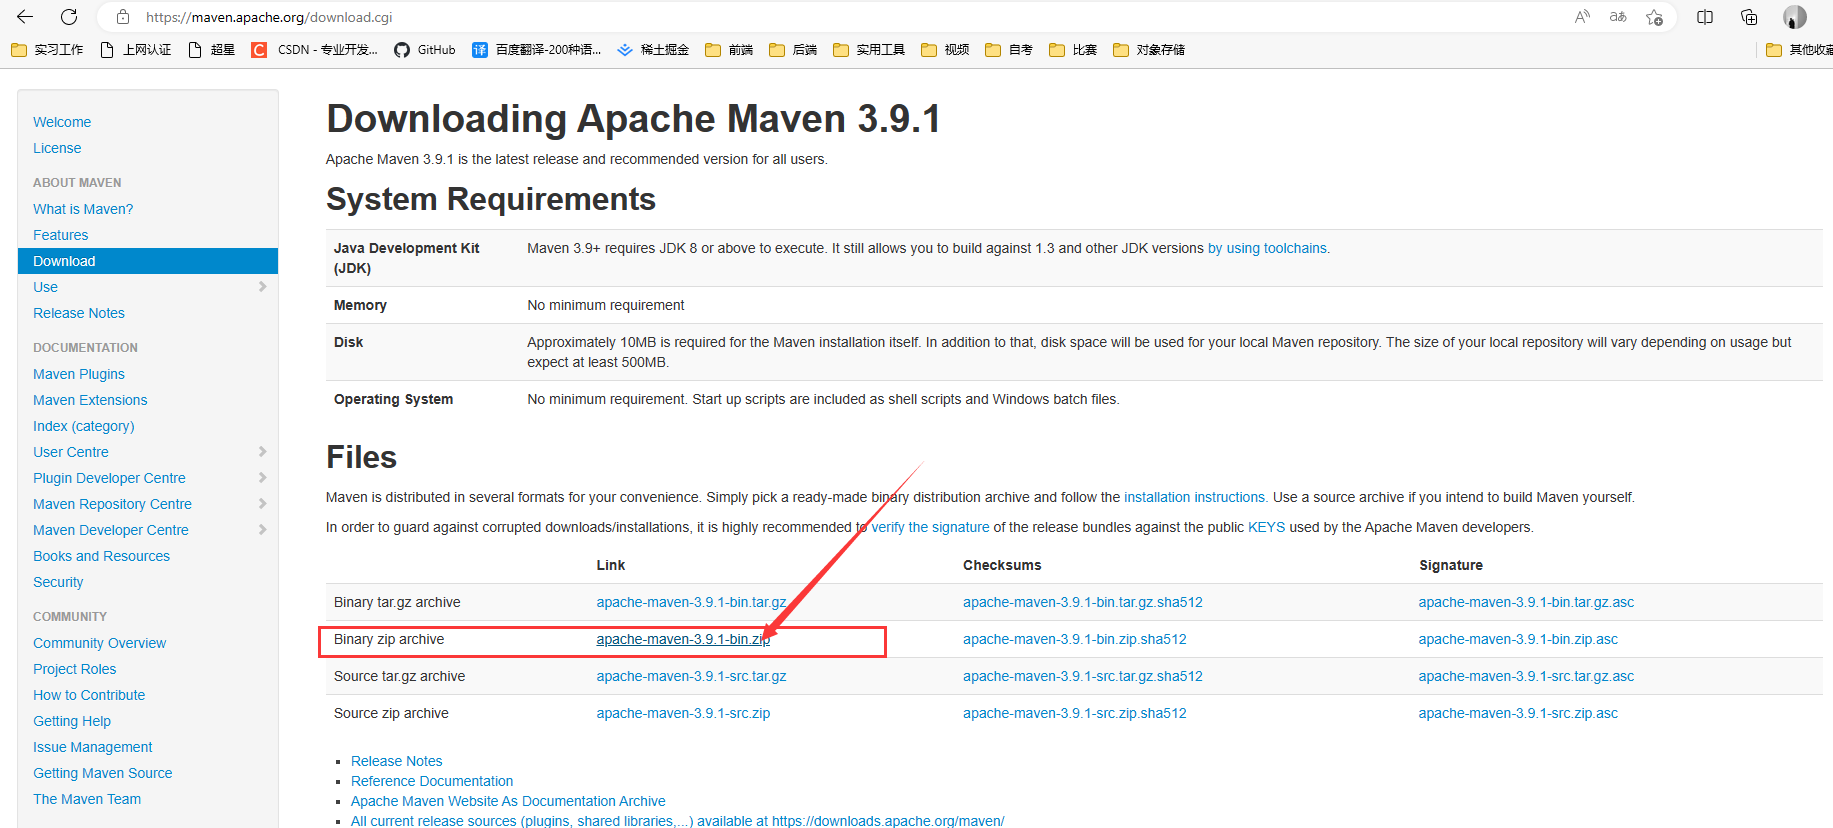 https://maven.apache.org/download.cgi
实习工作 上网认证 超星 CSDN - 专业开发... GitHub 百度翻译-200种语... 稀土掘金 前端 后端 实用工具 视频 自考 比赛 对象存储 其他收藏
Welcome
License
ABOUT MAVEN
What is Maven?
Features
Download
Use
Release Notes
DOCUMENTATION
Maven Plugins
Maven Extensions
Index (category)
User Centre
Plugin Developer Centre
Maven Repository Centre
Maven Developer Centre
Books and Resources
Security
COMMUNITY
Community Overview
Project Roles
How to Contribute
Getting Help
Issue Management
Getting Maven Source
The Maven Team
Downloading Apache Maven 3.9.1
Apache Maven 3.9.1 is the latest release and recommended version for all users.
System Requirements
Java Development Kit (JDK) Maven 3.9+ requires JDK 8 or above to execute. It still allows you to build against 1.3 and other JDK versions by using toolchains.
Memory No minimum requirement
Disk Approximately 10MB is required for the Maven installation itself. In addition to that, disk space will be used for your local Maven repository. The size of your local repository will vary depending on usage but
expect at least 500MB.
Operating System No minimum requirement. Start up scripts are included as shell scripts and Windows batch files.
Files
Maven is distributed in several formats for your convenience. Simply pick a ready-made binary distribution archive and follow the installation instructions. Use a source archive if you intend to build Maven yourself.
In order to guard against corrupted downloads/installations, it is highly recommended to verify the signature of the release bundles against the public KEYS used by the Apache Maven developers.
Link Checksums Signature
Binary tar.gz archive apache-maven-3.9.1-bin.tar.gz apache-maven-3.9.1-bin.tar.gz.sha512 apache-maven-3.9.1-bin.tar.gz.asc
Binary zip archive apache-maven-3.9.1-bin.zip apache-maven-3.9.1-bin.zip.sha512 apache-maven-3.9.1-bin.zip.asc
Source tar.gz archive apache-maven-3.9.1-src.tar.gz apache-maven-3.9.1-src.tar.gz.sha512 apache-maven-3.9.1-src.tar.gz.asc
Source zip archive apache-maven-3.9.1-src.zip apache-maven-3.9.1-src.zip.sha512 apache-maven-3.9.1-src.zip.asc
Release Notes
Reference Documentation
Apache Maven Website As Documentation Archive
All current release sources (plugins, shared libraries,...) available at https://downloads.apache.org/maven/